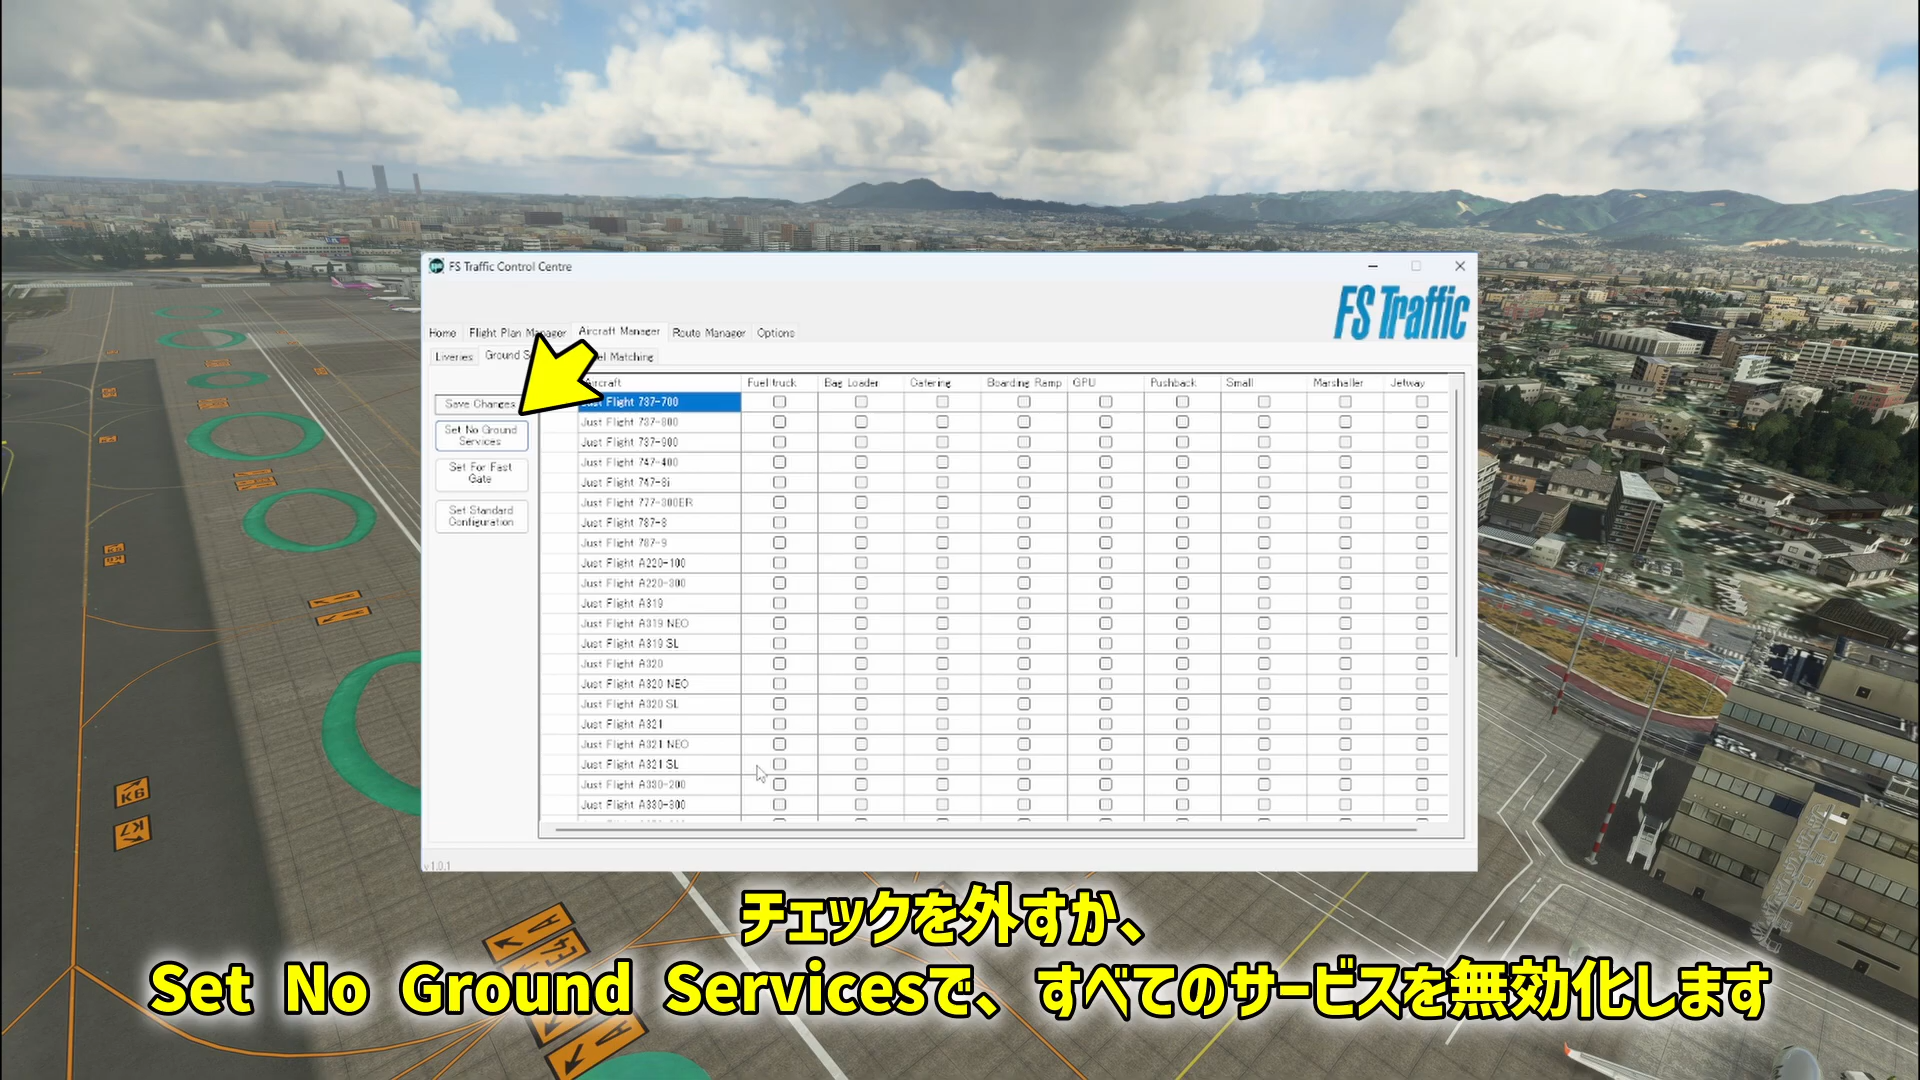 FS Traffic Control Centre
FS Traffic
Home Flight Plan Manager Aircraft Manager Route Manager Options
Liveries Ground Matching
Aircraft Fuel truck Bag Loader Catering Boarding Ramp GPU Pushback Small Marshaller Jetway
Save Changes
Set No Ground
Services
Set For Fast
Gate
Set Standard
Configuration
Just Flight 737-700
Just Flight 737-800
Just Flight 737-900
Just Flight 747-400
Just Flight 747-8i
Just Flight 777-300ER
Just Flight 787-8
Just Flight 787-9
Just Flight A220-100
Just Flight A220-300
Just Flight A319
Just Flight A319 NEO
Just Flight A319 SL
Just Flight A320
Just Flight A320 NEO
Just Flight A320 SL
Just Flight A321
Just Flight A321 NEO
Just Flight A321 SL
Just Flight A330-200
Just Flight A330-300
v1.0.1
K6
K7
チェックを外すか、
Set No Ground Servicesで、すべてのサービスを無効化します